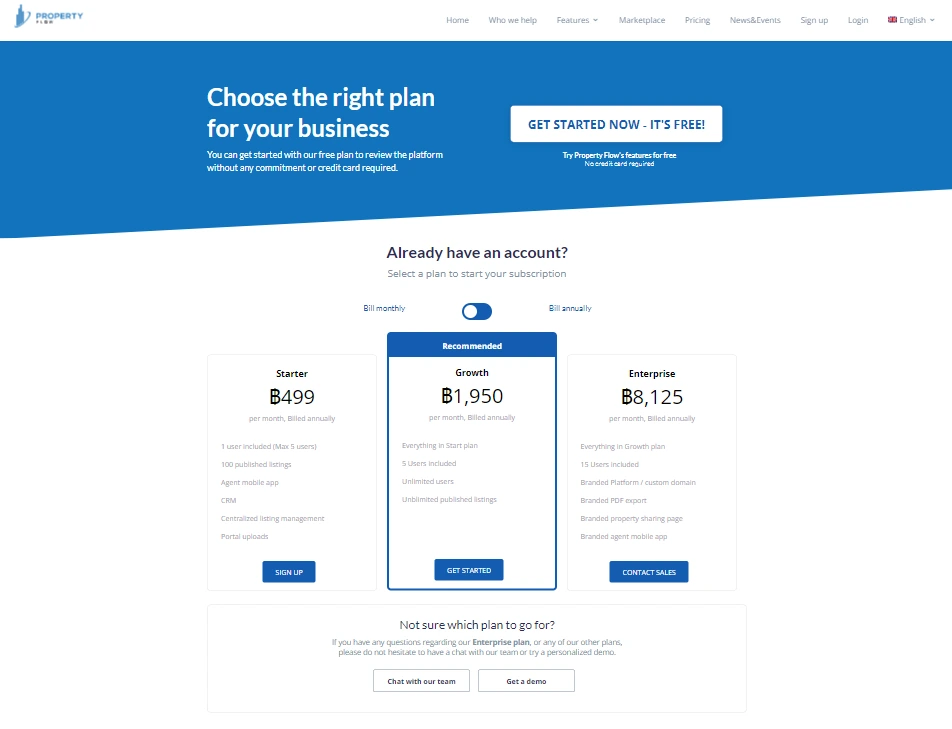 PROPERTY
FLOW
Home
Who we help
Features
Marketplace
Pricing
News&Events
Sign up
Login
English
Choose the right plan
for your business
You can get started with our free plan to review the platform
without any commitment or credit card required.
GET STARTED NOW - IT'S FREE!
Try Property Flow's features for free
No credit card required
Already have an account?
Select a plan to start your subscription
Bill monthly
Bill annually
Starter
฿499
per month, Billed annually
1 user included (Max 5 users)
100 published listings
Agent mobile app
CRM
Centralized listing management
Portal uploads
SIGN UP
Recommended
Growth
฿1,950
per month, Billed annually
Everything in Start plan
5 Users included
Unlimited users
Unblimited published listings
GET STARTED
Enterprise
฿8,125
per month, Billed annually
Everything in Growth plan
15 Users included
Branded Platform / custom domain
Branded PDF export
Branded property sharing page
Branded agent mobile app
CONTACT SALES
Not sure which plan to go for?
If you have any questions regarding our Enterprise plan, or any of our other plans,
please do not hesitate to have a chat with our team or try a personalized demo.
Chat with our team
Get a demo